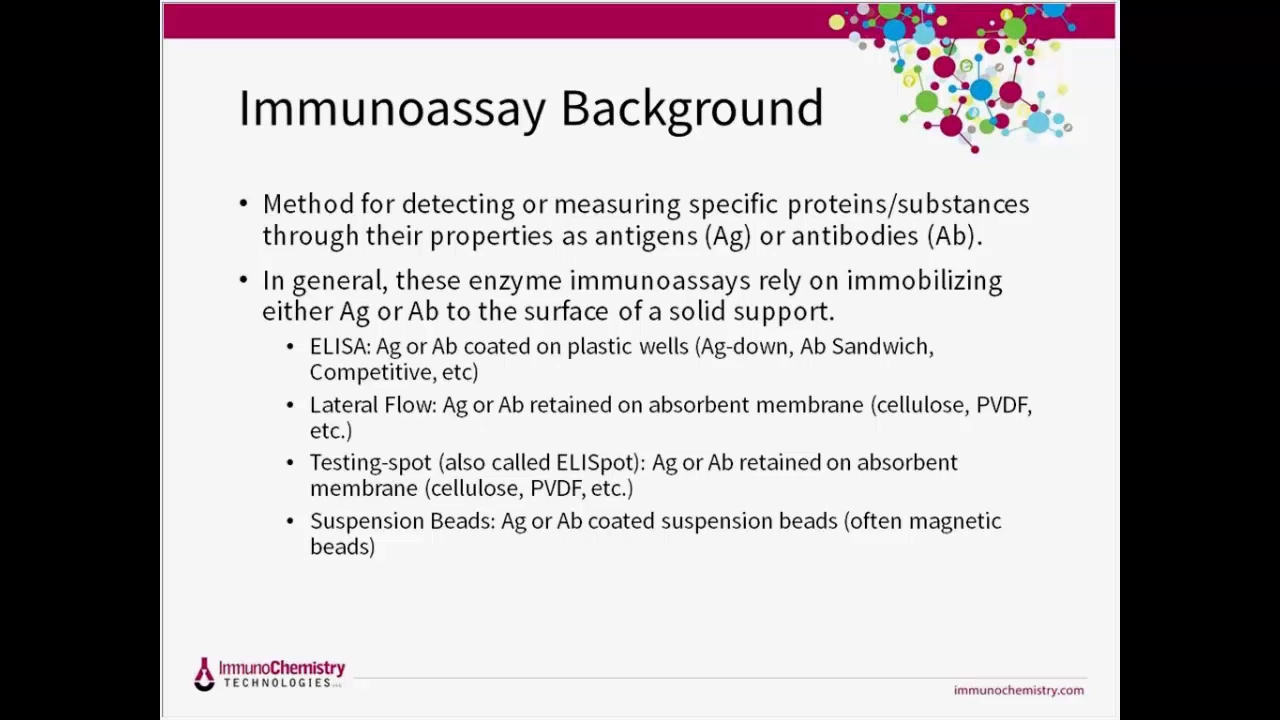 Immunoassay Background
• Method for detecting or measuring specific proteins/substances
through their properties as antigens (Ag) or antibodies (Ab).
• In general, these enzyme immunoassays rely on immobilizing
either Ag or Ab to the surface of a solid support.
• ELISA: Ag or Ab coated on plastic wells (Ag-down, Ab Sandwich,
Competitive, etc)
• Lateral Flow: Ag or Ab retained on absorbent membrane (cellulose, PVDF,
etc.)
• Testing-spot (also called ELISpot): Ag or Ab retained on absorbent
membrane (cellulose, PVDF, etc.)
• Suspension Beads: Ag or Ab coated suspension beads (often magnetic
beads)
ImmunoChemistry
TECHNOLOGIES
immunochemistry.com